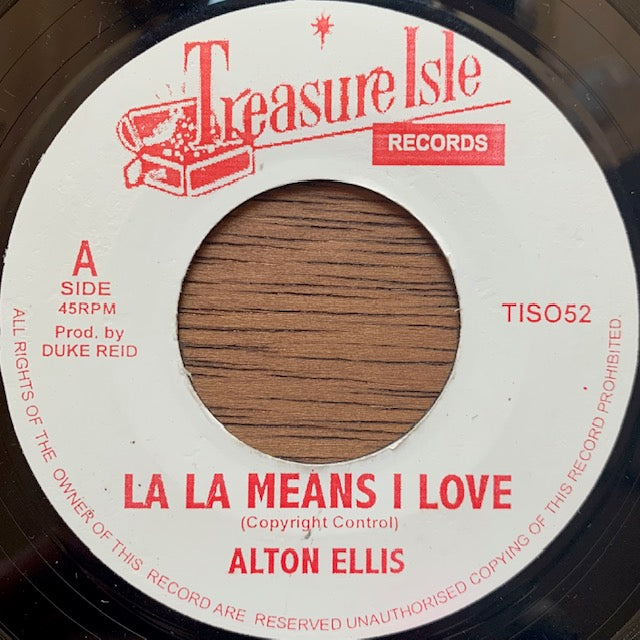 Treasure Isle
RECORDS
A
SIDE
45RPM
Prod. by
DUKE REID
TISO52
LA LA MEANS I LOVE
(Copyright Control)
ALTON ELLIS
ALL RIGHTS OF THE OWNER OF THIS RECORD ARE RESERVED UNAUTHORISED COPYING OF THIS RECORD PROHIBITED.